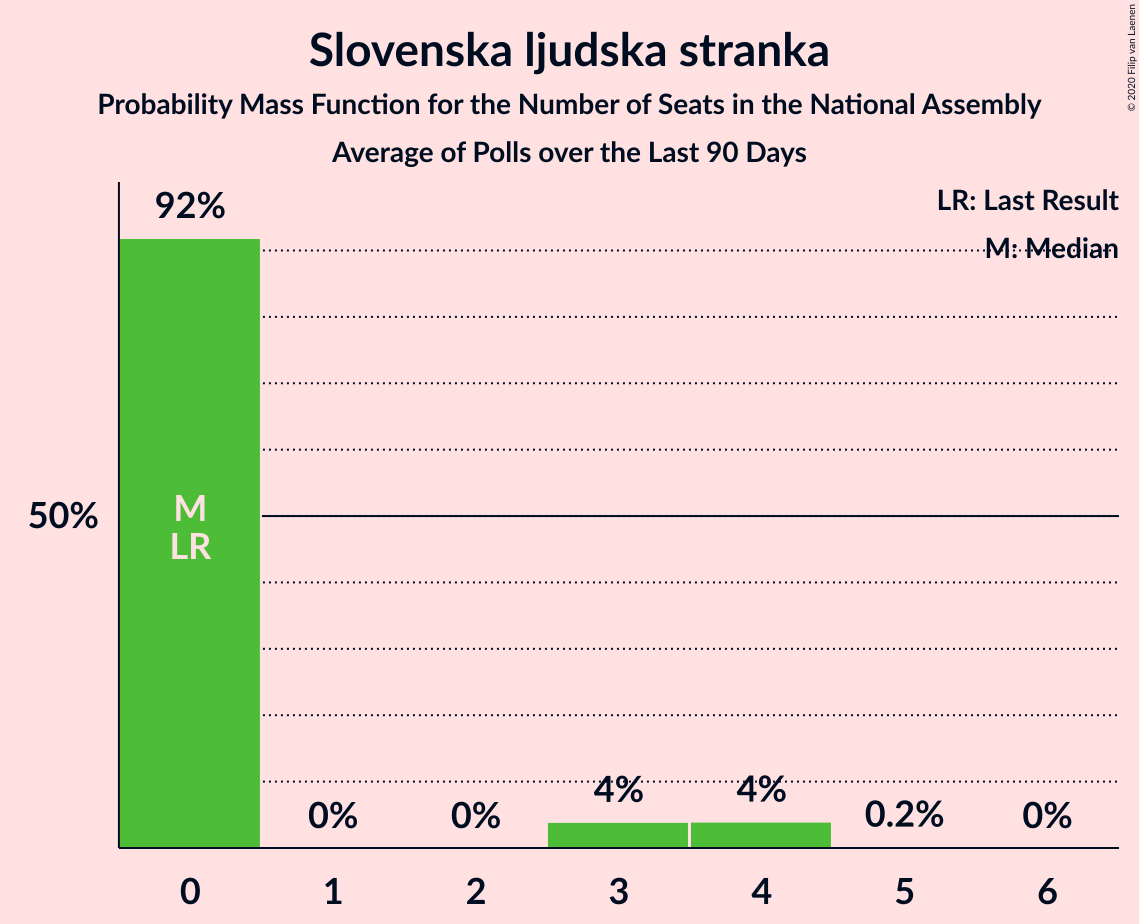 © 2020 Filip van Laenen
Slovenska ljudska stranka
Probability Mass Function for the Number of Seats in the National Assembly
Average of Polls over the Last 90 Days
LR: Last Result
M: Median
92%
50%
M
LR
0%
0%
4%
4%
0.2%
0%
0
1
2
3
4
5
6